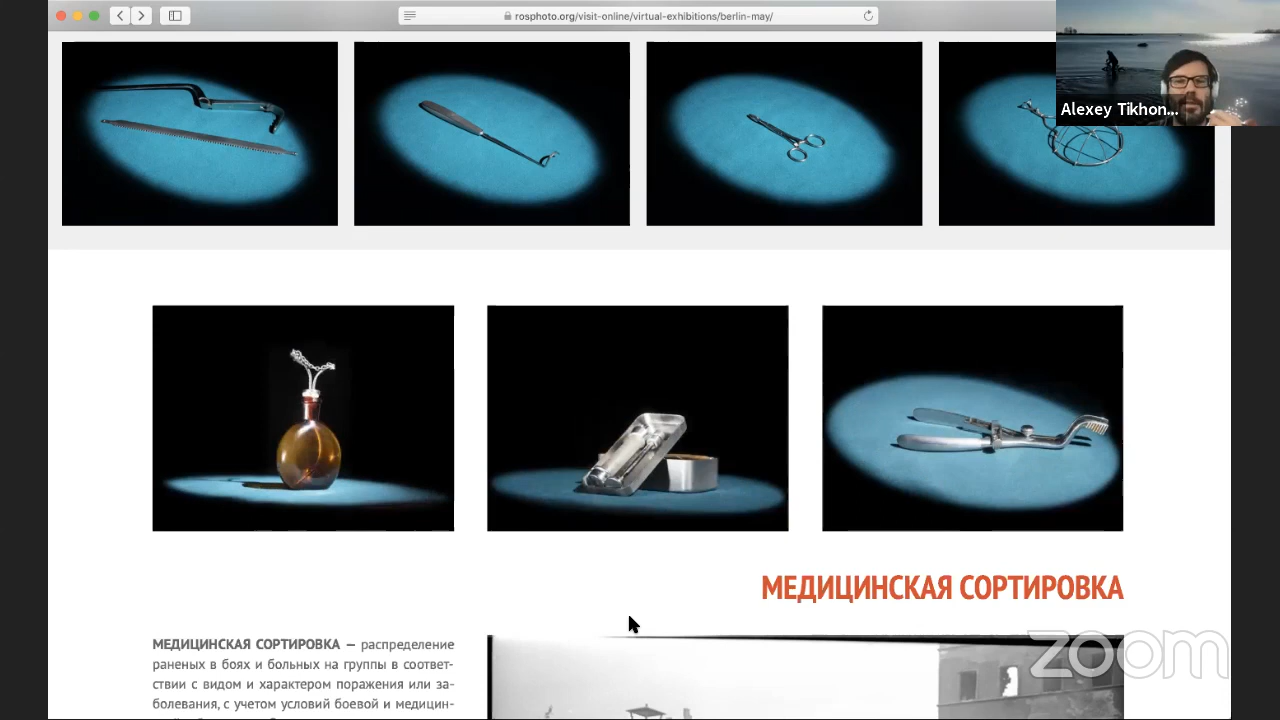 rosphoto.org/visit-online/virtual-exhibitions/berlin-may/
Alexey Tikhon...
МЕДИЦИНСКАЯ СОРТИРОВКА
МЕДИЦИНСКАЯ СОРТИРОВКА — распределение
раненых в боях и больных на группы в соответ-
ствии с видом и характером поражения или за-
болевания, с учетом условий боевой и медицин-
zoom